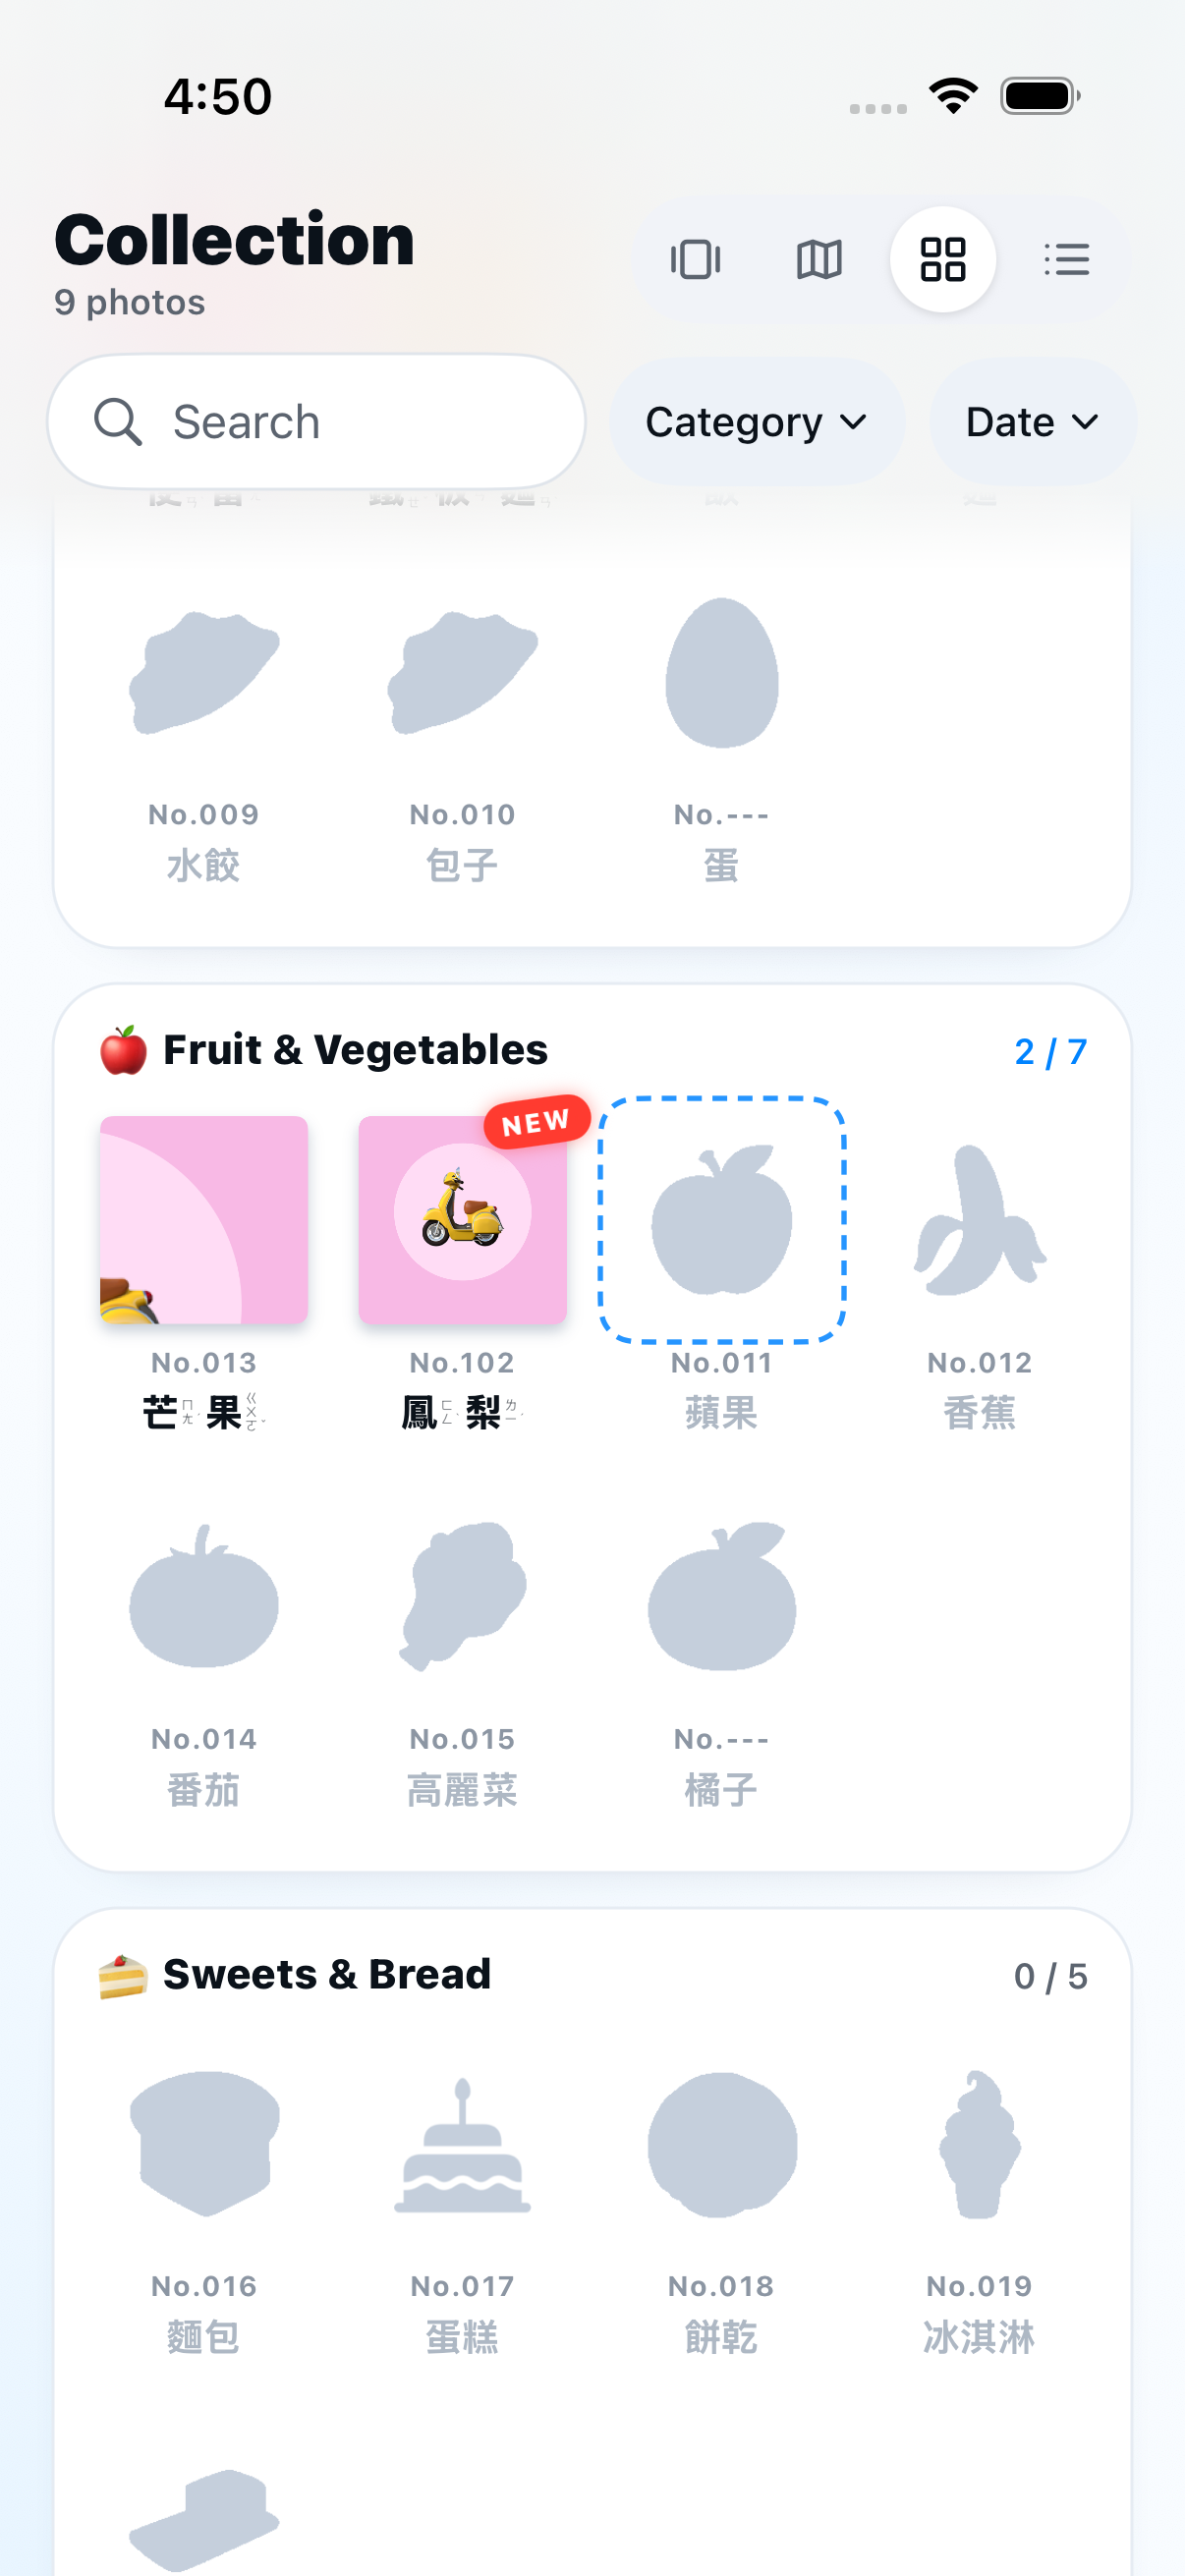 4:50
Collection
9 photos
Search
Category
Date
No.009
No.010
No.---
水餃
包子
蛋
Fruit & Vegetables
2 / 7
NEW
No.013
No.102
No.011
No.012
芒果
鳳梨
蘋果
香蕉
No.014
No.015
No.---
番茄
高麗菜
橘子
Sweets & Bread
0 / 5
No.016
No.017
No.018
No.019
麵包
蛋糕
餅乾
冰淇淋